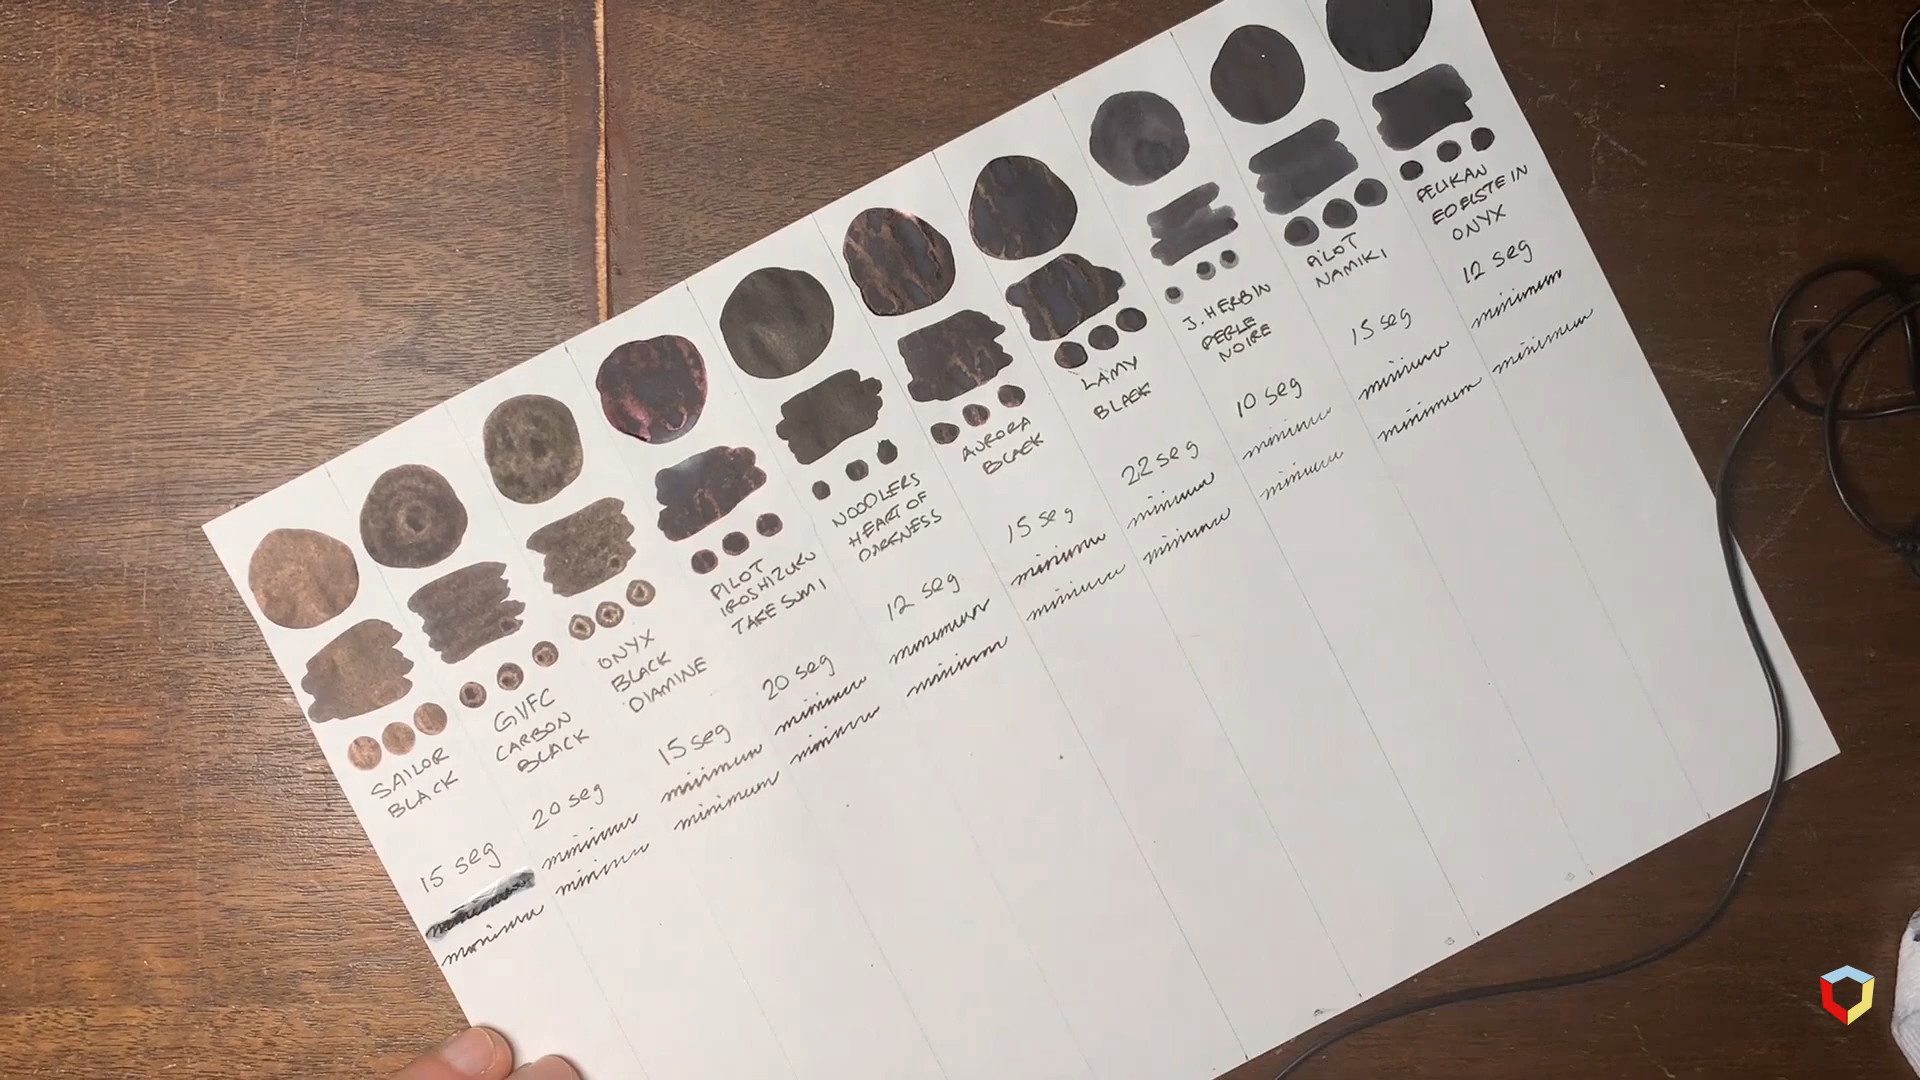 SAILOR
BLACK
15 seg
minimum
minimum
GVFC
CARBON
BLACK
20 seg
minimum
minimum
ONYX
BLACK
DIAMINE
15 seg
minimum
minimum
PILOT
IROSHIZUKU
TAKE SUMI
20 seg
minimum
minimum
NOODLERS
HEART OF
DARKNESS
12 seg
minimum
minimum
AURORA
BLACK
15 seg
minimum
minimum
LAMY
BLACK
22 seg
minimum
minimum
J. HERBIN
PERLE
NOIRE
10 seg
minimum
minimum
PILOT
NAMIKI
15 seg
minimum
minimum
PELIKAN
EDELSTEIN
ONYX
12 seg
minimum
minimum